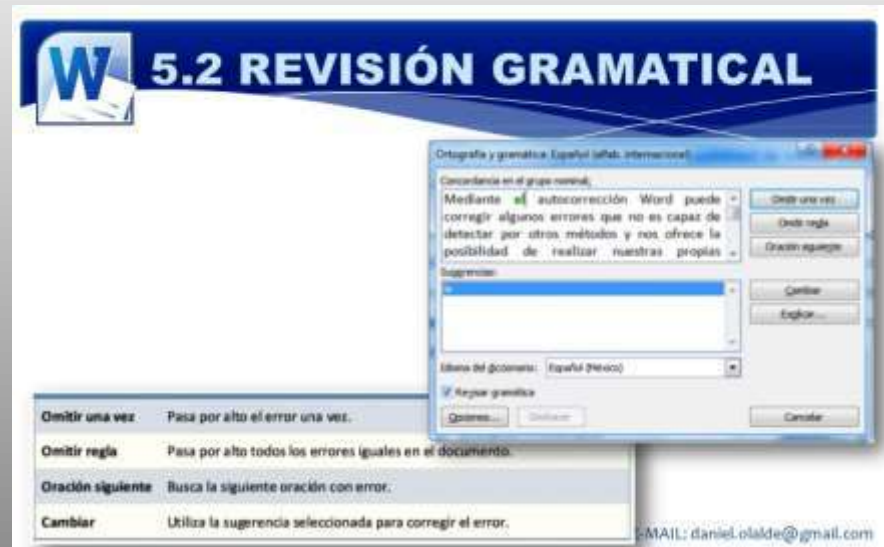 W
5.2 REVISIÓN GRAMATICAL
Ortografía y gramática: Español (alfab. internacional)
Concordancia en el grupo nominal:
Mediante el autocorrección Word puede
corregir algunos errores que no es capaz de
detectar por otros métodos y nos ofrece la
posibilidad de realizar nuestras propias
Omitir una vez
Omitir regla
Oración siguiente
Sugerencias:
Cambiar
Explicar...
Idioma del diccionario: Español (México)
Revisar gramática
Opciones...
Deshacer
Cancelar
Omitir una vez Pasa por alto el error una vez.
Omitir regla Pasa por alto todos los errores iguales en el documento.
Oración siguiente Busca la siguiente oración con error.
Cambiar Utiliza la sugerencia seleccionada para corregir el error.
-MAIL: daniel.olalde@gmail.com